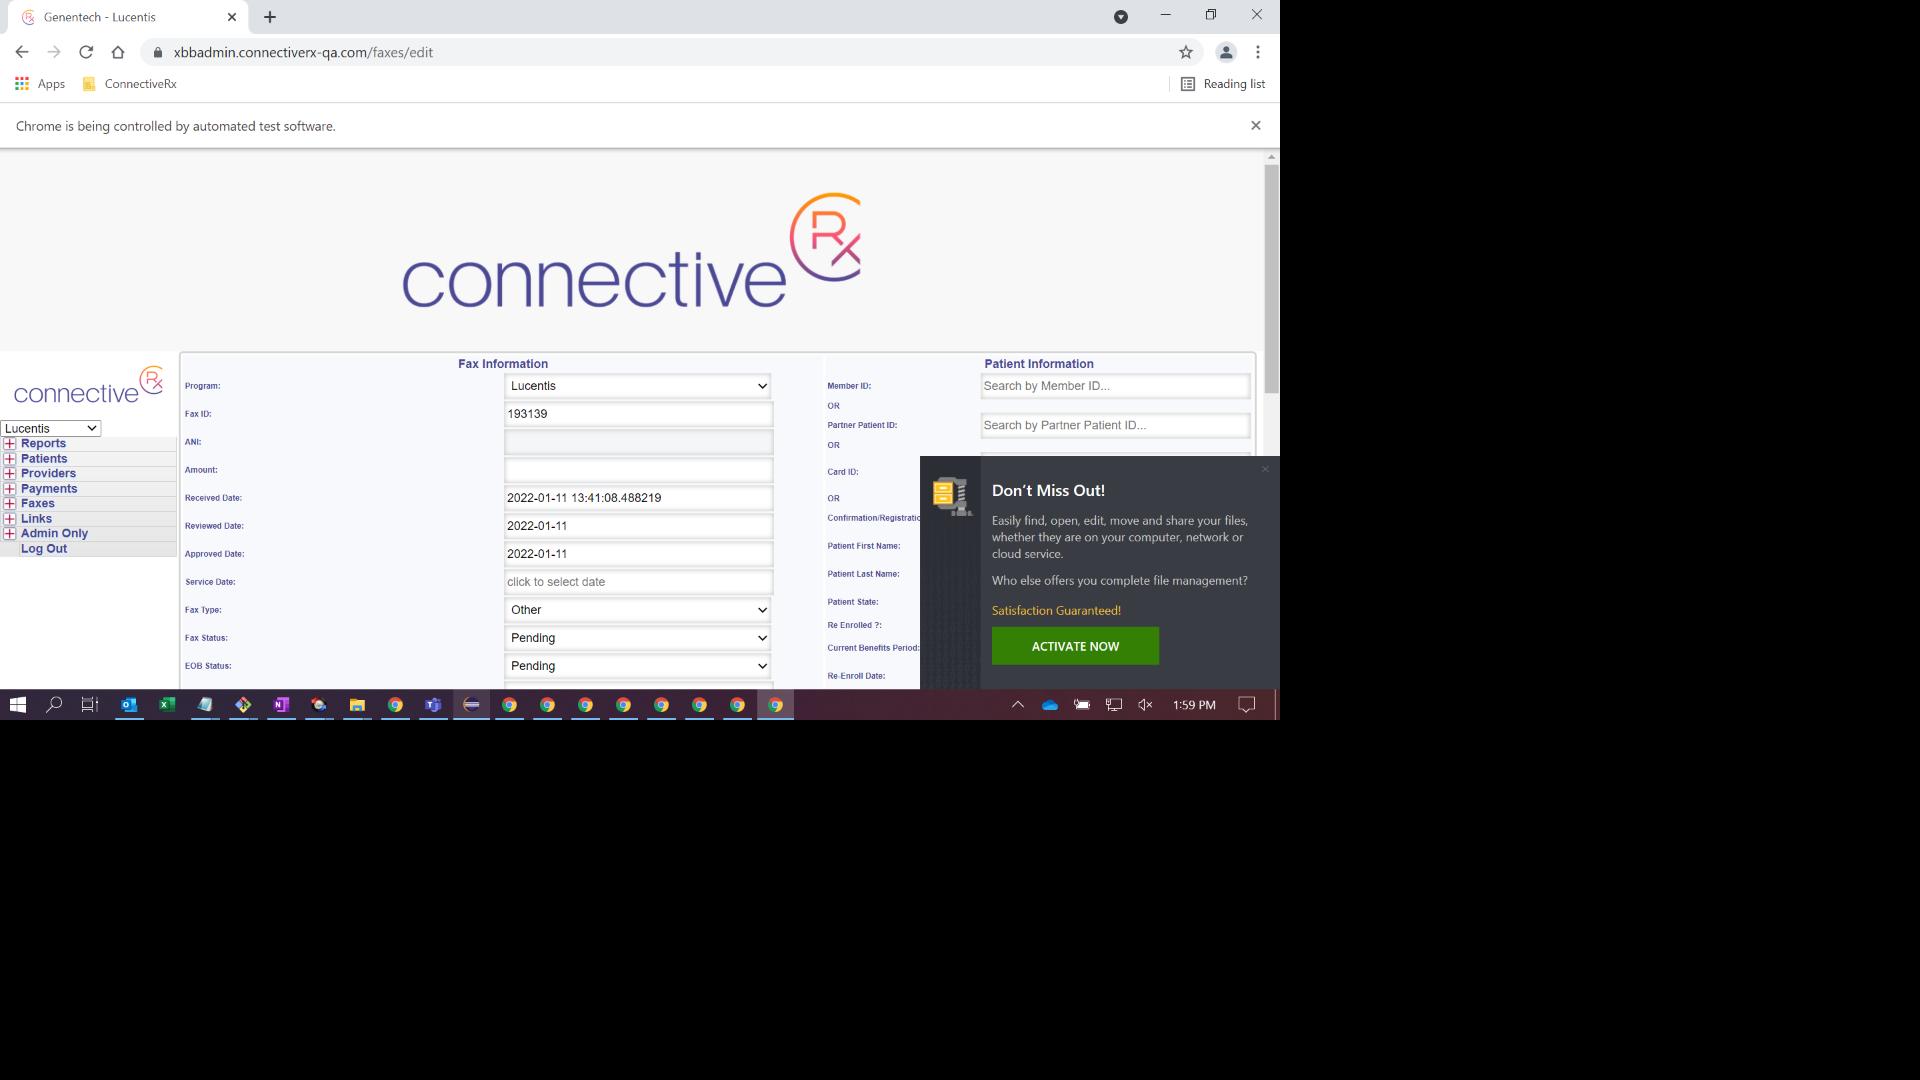 Genentech - Lucentis
xbbadmin.connectiverx-qa.com/faxes/edit
Apps
ConnectiveRx
Reading list
Chrome is being controlled by automated test software.
connective Rx
connective Rx
Lucentis
Reports
Patients
Providers
Payments
Faxes
Links
Admin Only
Log Out
Fax Information
Program: Lucentis
Fax ID: 193139
ANI:
Amount:
Received Date: 2022-01-11 13:41:08.488219
Reviewed Date: 2022-01-11
Approved Date: 2022-01-11
Service Date: click to select date
Fax Type: Other
Fax Status: Pending
EOB Status: Pending
Patient Information
Member ID: Search by Member ID...
OR
Partner Patient ID: Search by Partner Patient ID...
OR
Card ID:
OR
Confirmation/Registratio
Patient First Name:
Patient Last Name:
Patient State:
Re Enrolled ?:
Current Benefits Period:
Re-Enroll Date:
Don't Miss Out!
Easily find, open, edit, move and share your files,
whether they are on your computer, network or
cloud service.
Who else offers you complete file management?
Satisfaction Guaranteed!
ACTIVATE NOW
1:59 PM